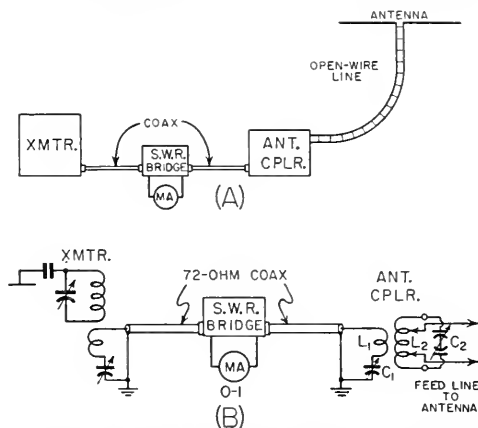 ANTENNA
OPEN-WIRE
LINE
COAX
XMTR.
S.W.R.
BRIDGE
MA
ANT.
CPLR.
(A)
XMTR.
72-OHM COAX
ANT.
CPLR.
S.W.R.
BRIDGE
MA
0-1
L1
C1
L2
C2
FEED LINE
TO
ANTENNA
(B)